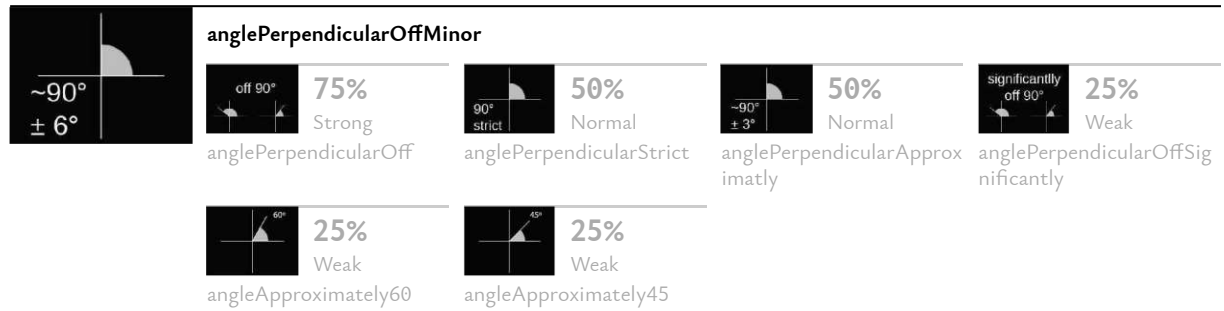 anglePerpendicularOffMinor
~90°
± 6°
off 90°
75%
Strong
anglePerpendicularOff
90°
strict
50%
Normal
anglePerpendicularStrict
~90°
± 3°
50%
Normal
anglePerpendicularApprox
imatly
significantlly
off 90°
25%
Weak
anglePerpendicularOffSig
nificantly
60°
25%
Weak
angleApproximately60
45°
25%
Weak
angleApproximately45